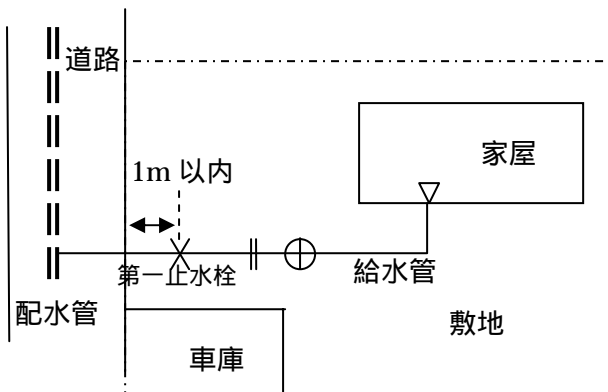 道路
家屋
1m 以内
第一止水栓
給水管
配水管
敷地
車庫